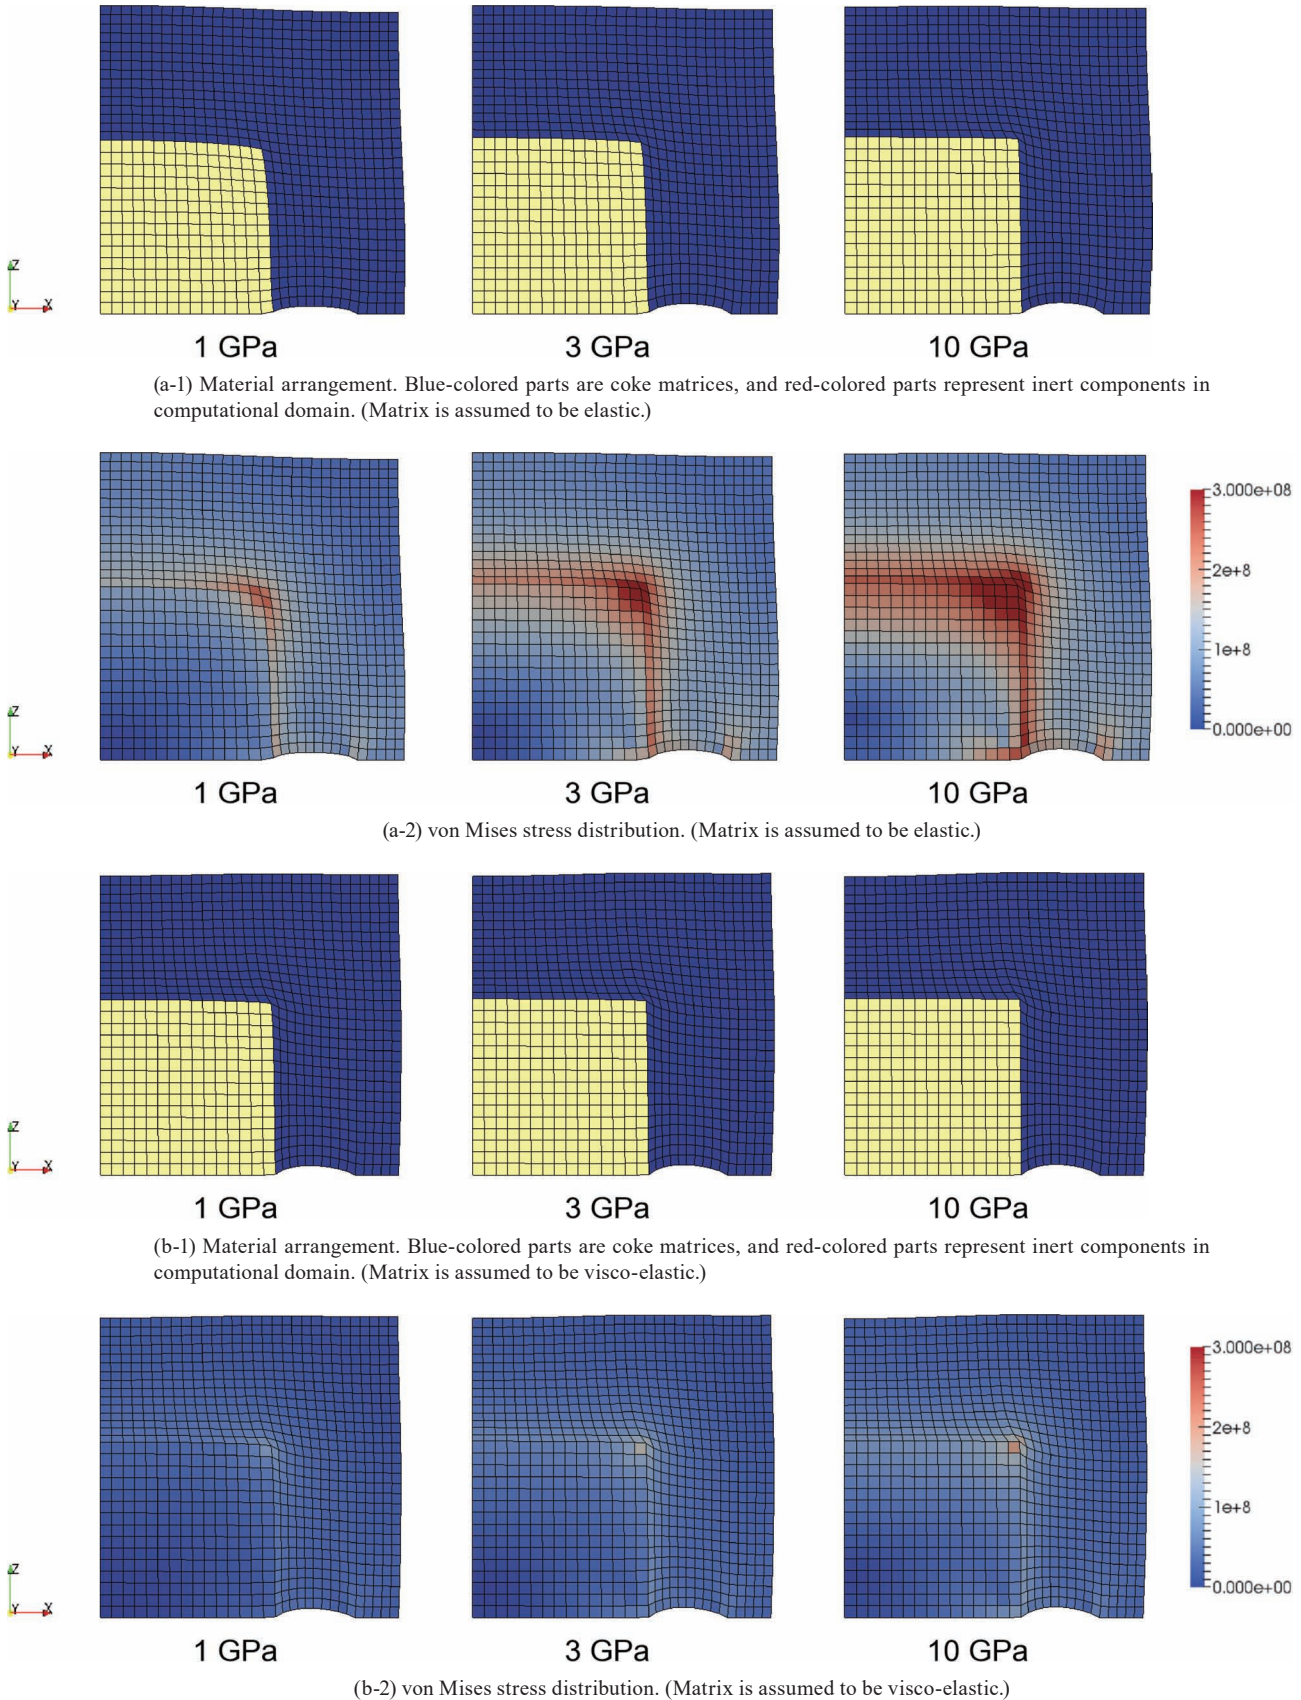 Z
Y X
1 GPa 3 GPa 10 GPa
(a-1) Material arrangement. Blue-colored parts are coke matrices, and red-colored parts represent inert components in
computational domain. (Matrix is assumed to be elastic.)
3.000e+08
2e+8
1e+8
0.000e+00
Z
Y X
1 GPa 3 GPa 10 GPa
(a-2) von Mises stress distribution. (Matrix is assumed to be elastic.)
Z
Y X
1 GPa 3 GPa 10 GPa
(b-1) Material arrangement. Blue-colored parts are coke matrices, and red-colored parts represent inert components in
computational domain. (Matrix is assumed to be visco-elastic.)
3.000e+08
2e+8
1e+8
0.000e+00
Z
Y X
1 GPa 3 GPa 10 GPa
(b-2) von Mises stress distribution. (Matrix is assumed to be visco-elastic.)